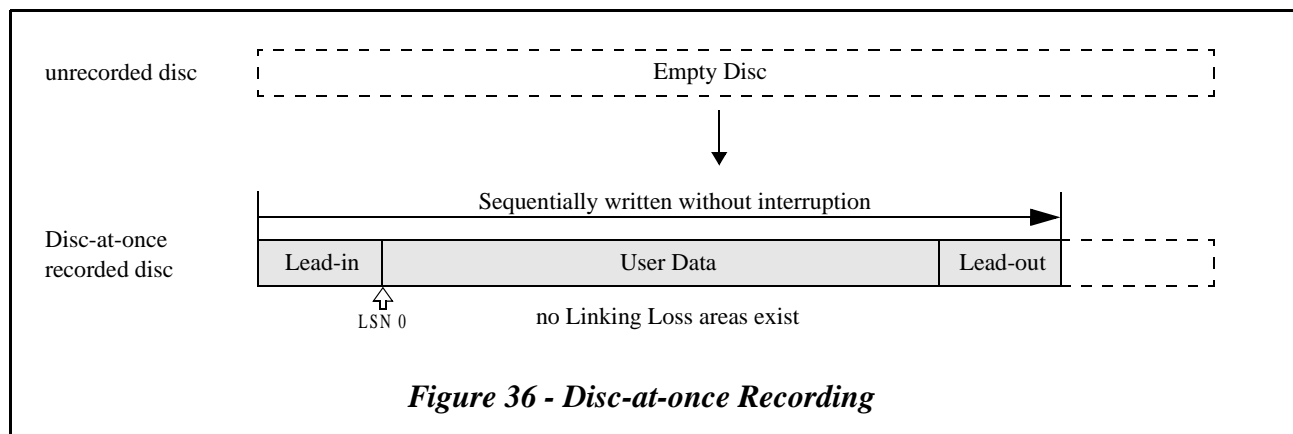 unrecorded disc
Empty Disc
Sequentially written without interruption
Disc-at-once
recorded disc
Lead-in
User Data
Lead-out
LSN 0
no Linking Loss areas exist
Figure 36 - Disc-at-once Recording